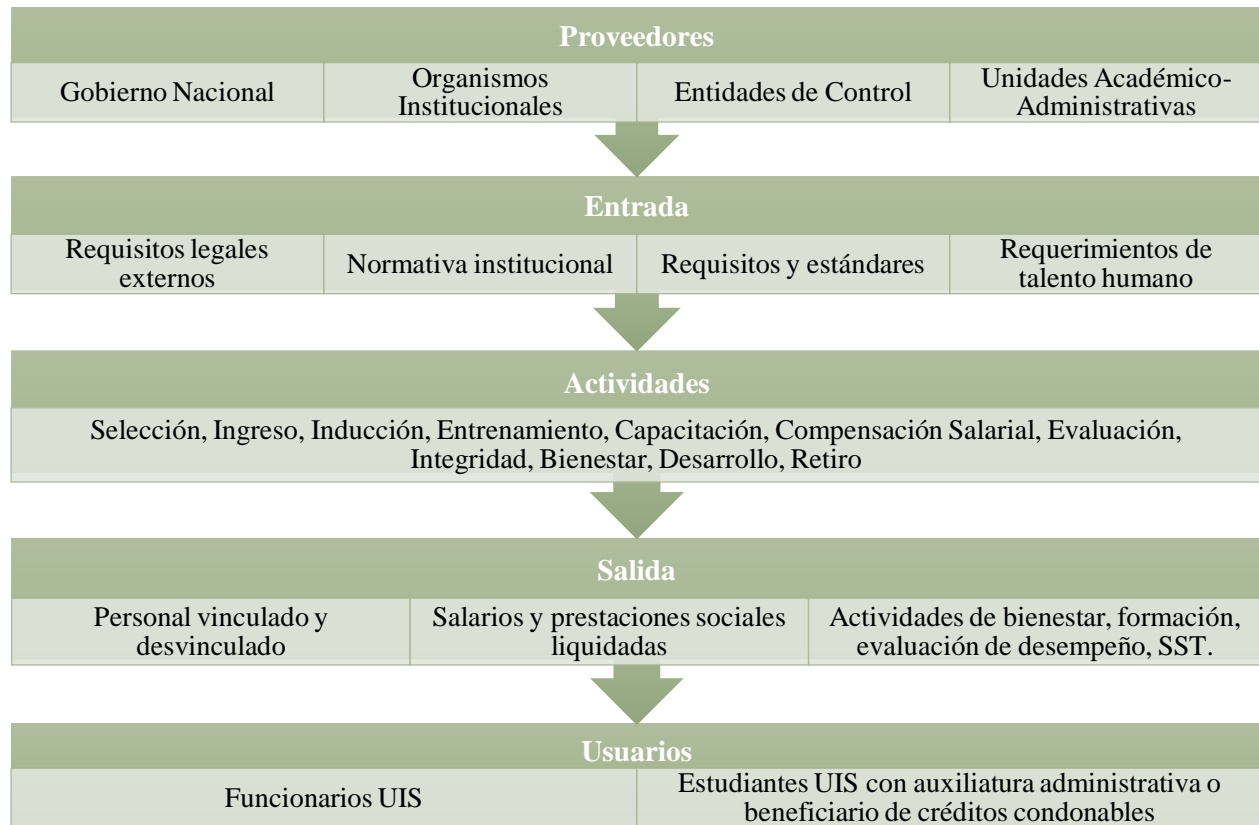 Proveedores
Gobierno Nacional
Organismos
Institucionales
Entidades de Control
Unidades Académico-
Administrativas
Entrada
Requisitos legales
externos
Normativa institucional
Requisitos y estándares
Requerimientos de
talento humano
Actividades
Selección, Ingreso, Inducción, Entrenamiento, Capacitación, Compensación Salarial, Evaluación,
Integridad, Bienestar, Desarrollo, Retiro
Salida
Personal vinculado y
desvinculado
Salarios y prestaciones sociales
liquidadas
Actividades de bienestar, formación,
evaluación de desempeño, SST.
Usuarios
Funcionarios UIS
Estudiantes UIS con auxiliatura administrativa o
beneficiario de créditos condonables